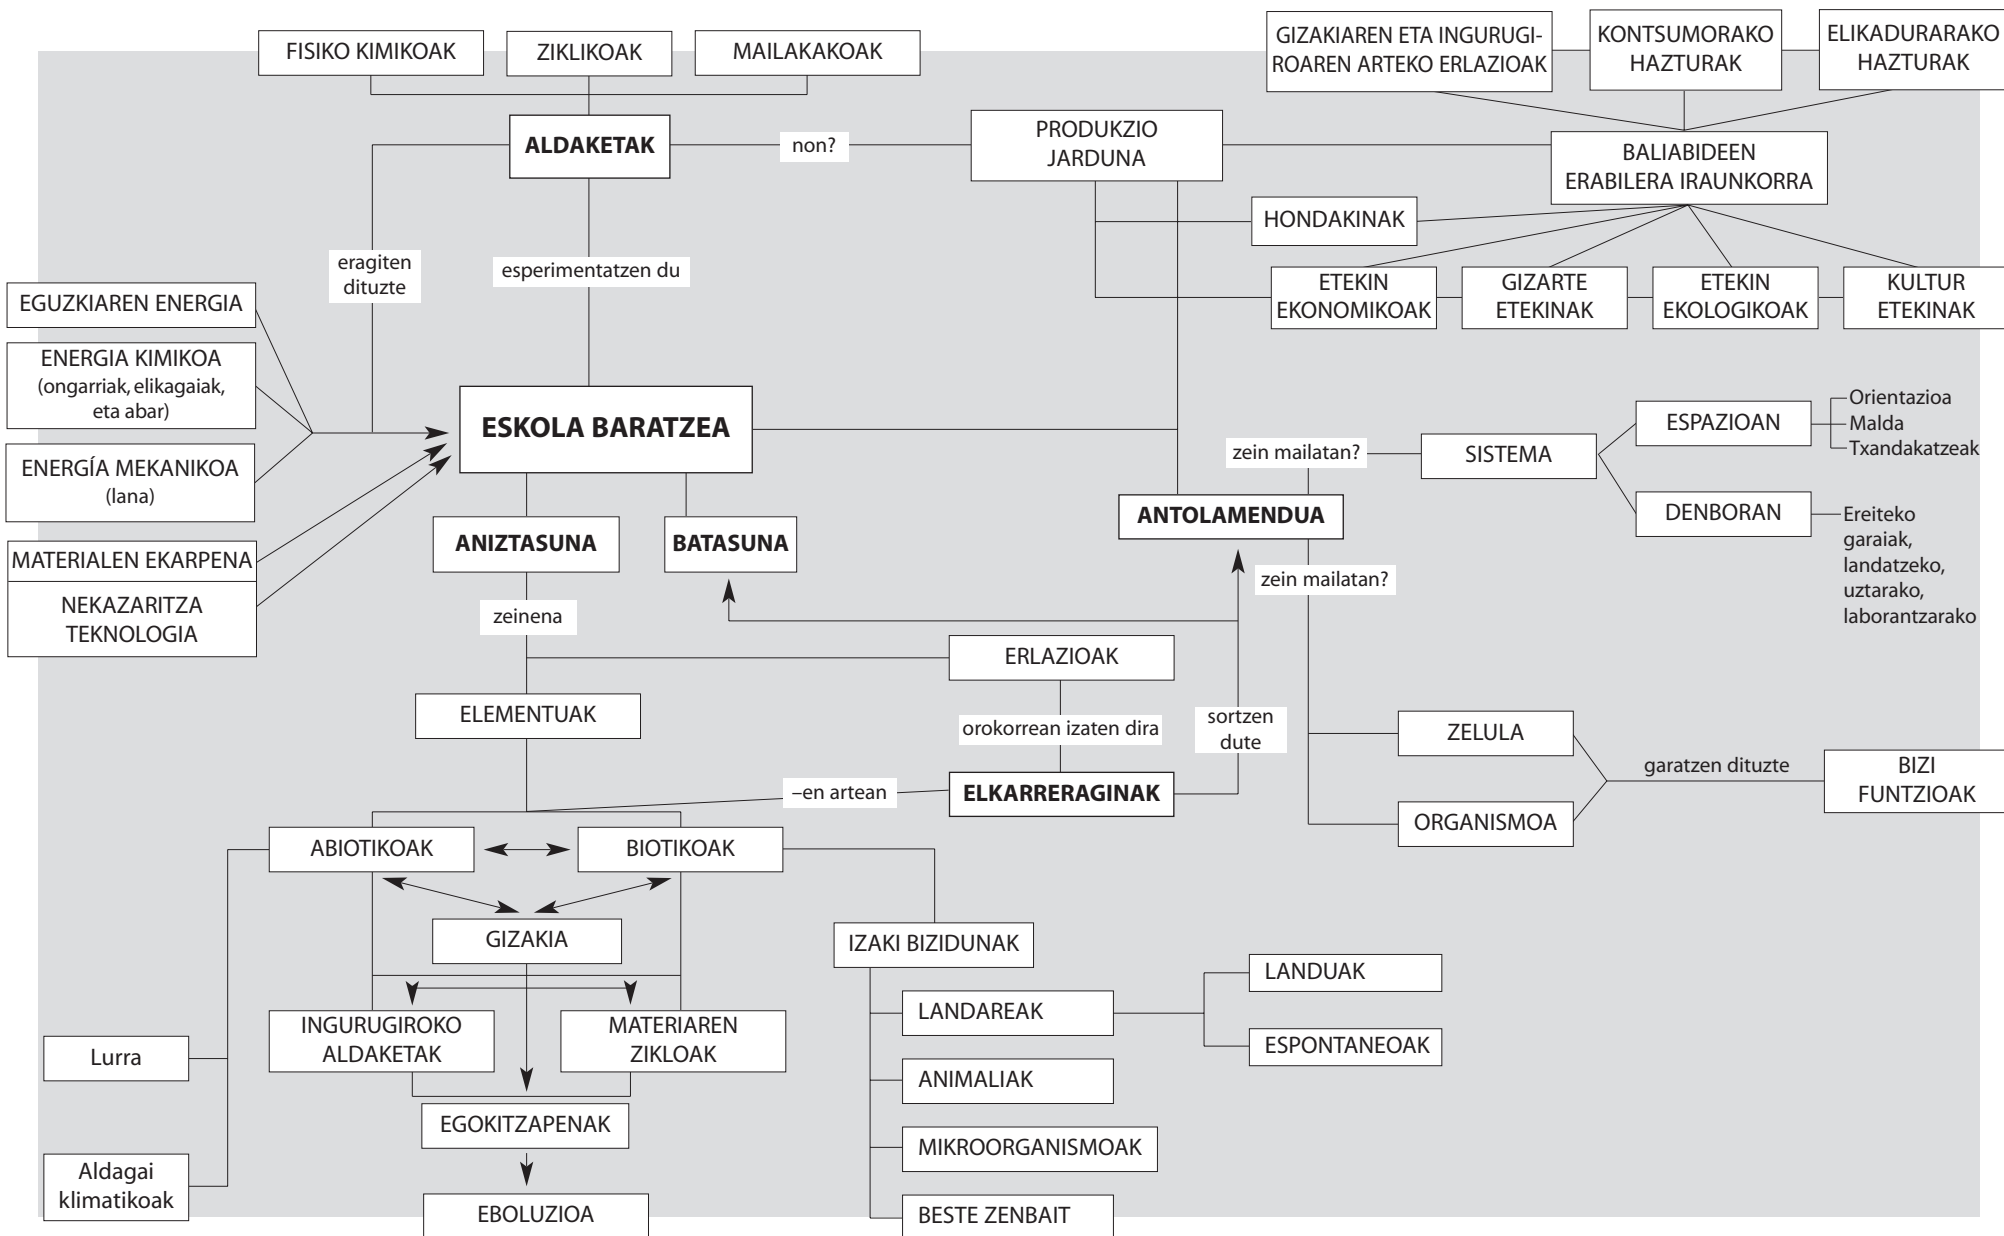 FISIKO KIMIKOAK
ZIKLIKOAK
MAILAKAKOAK
GIZAKIAREN ETA INGURUGI-
ROAREN ARTEKO ERLAZIOAK
KONTSUMORAKO
HAZTURAK
ELIKADURARAKO
HAZTURAK
ALDAKETAK
non?
PRODUKZIO
JARDUNA
BALIABIDEEN
ERABILERA IRAUNKORRA
HONDAKINAK
eragiten
dituzte
esperimentatzen du
ETEKIN
EKONOMIKOAK
GIZARTE
ETEKINAK
ETEKIN
EKOLOGIKOAK
KULTUR
ETEKINAK
EGUZKIAREN ENERGIA
ENERGIA KIMIKOA
(ongarriak, elikagaiak,
eta abar)
ENERGÍA MEKANIKOA
(lana)
MATERIALEN EKARPENA
NEKAZARITZA
TEKNOLOGIA
ESKOLA BARATZEA
zein mailatan?
SISTEMA
ESPAZIOAN
Orientazioa
Malda
Txandakatzeak
DENBORAN
Ereiteko
garaiak,
landatzeko,
uztarako,
laborantzarako
ANTOLAMENDUA
zein mailatan?
ANIZTASUNA
BATASUNA
zeinena
ERLAZIOAK
ELEMENTUAK
orokorrean izaten dira
sortzen
dute
ZELULA
garatzen dituzte
BIZI
FUNTZIOAK
ORGANISMOA
–en artean
ELKARRERAGINAK
ABIOTIKOAK
BIOTIKOAK
GIZAKIA
IZAKI BIZIDUNAK
LANDUAK
LANDAREAK
ESPONTANEOAK
INGURUGIROKO
ALDAKETAK
MATERIAREN
ZIKLOAK
Lurra
ANIMALIAK
EGOKITZAPENAK
MIKROORGANISMOAK
Aldagai
klimatikoak
EBOLUZIOA
BESTE ZENBAIT